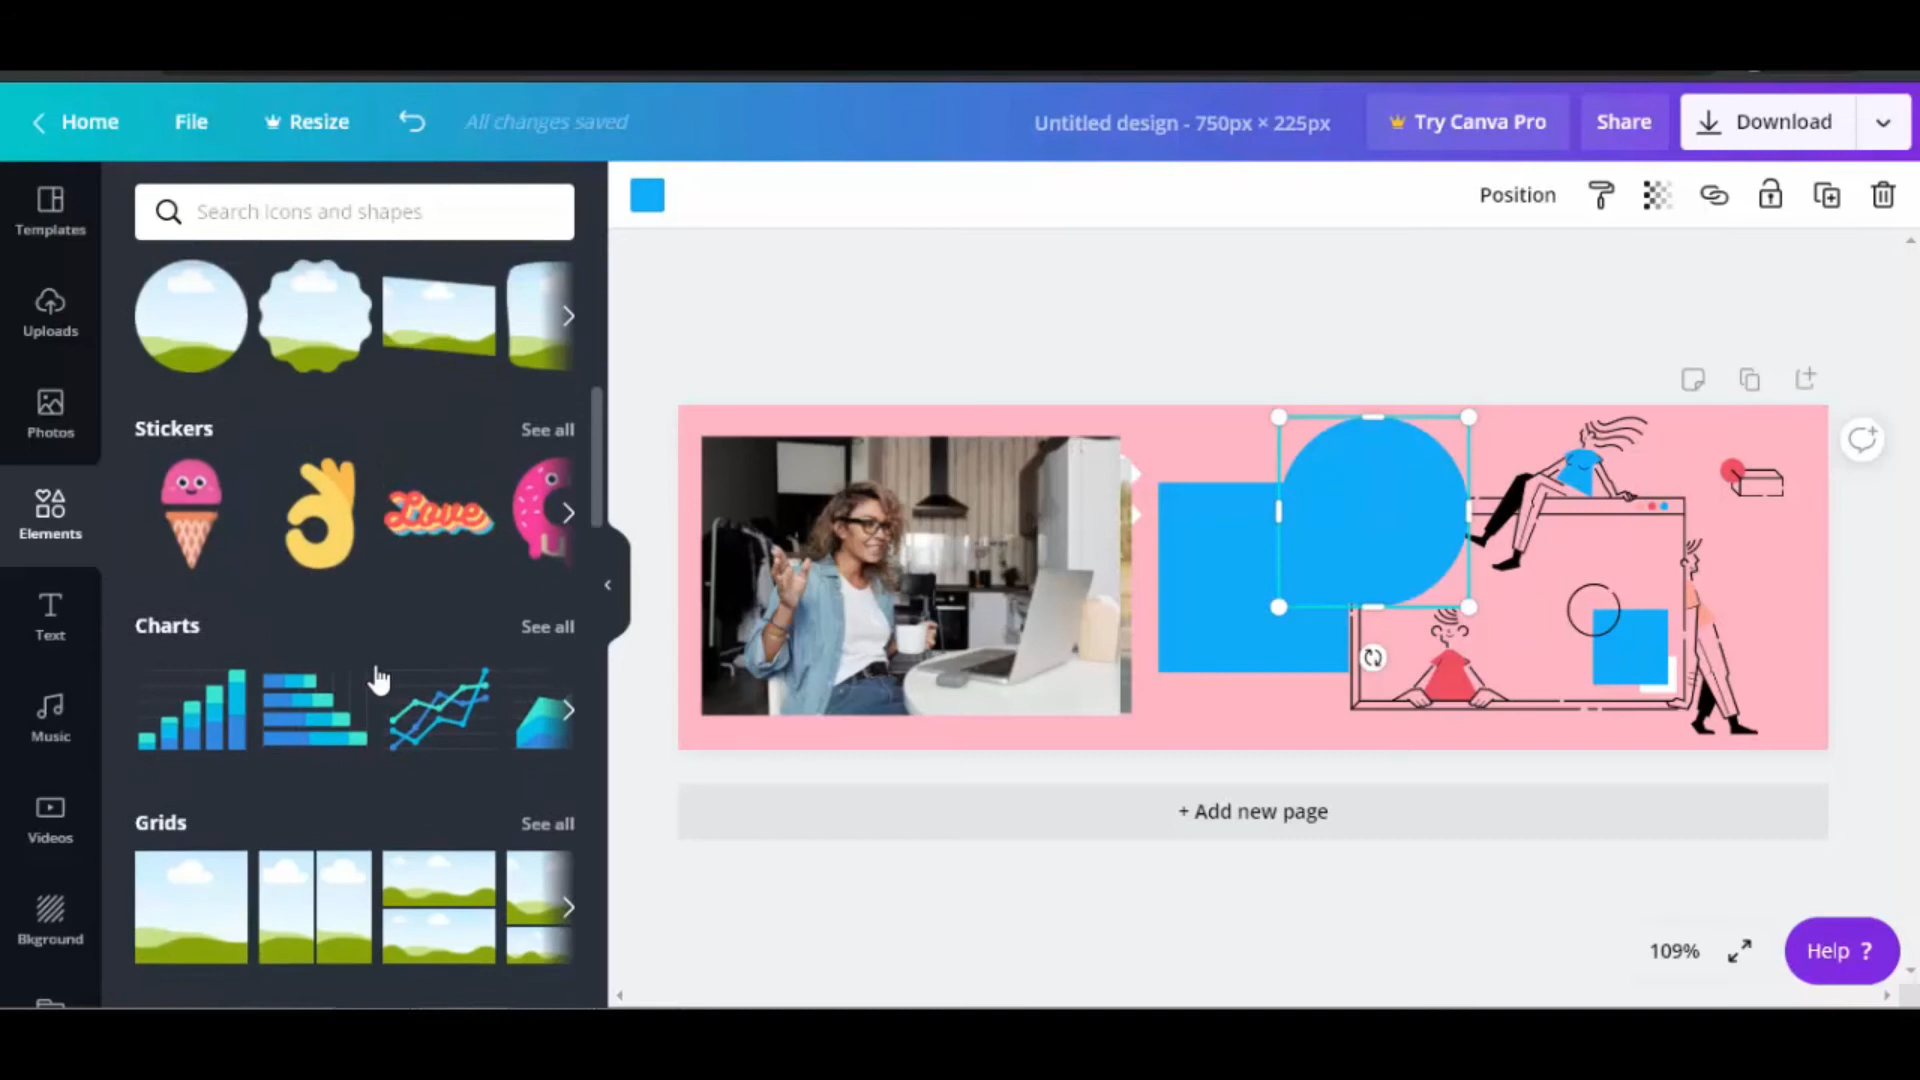 Home
File
Resize
All changes saved
Untitled design - 750px × 225px
Try Canva Pro
Share
Download
Templates
Uploads
Photos
Elements
Text
Music
Videos
Bkground
Search icons and shapes
Stickers
See all
Love
Charts
See all
Grids
See all
Position
+ Add new page
109%
Help ?